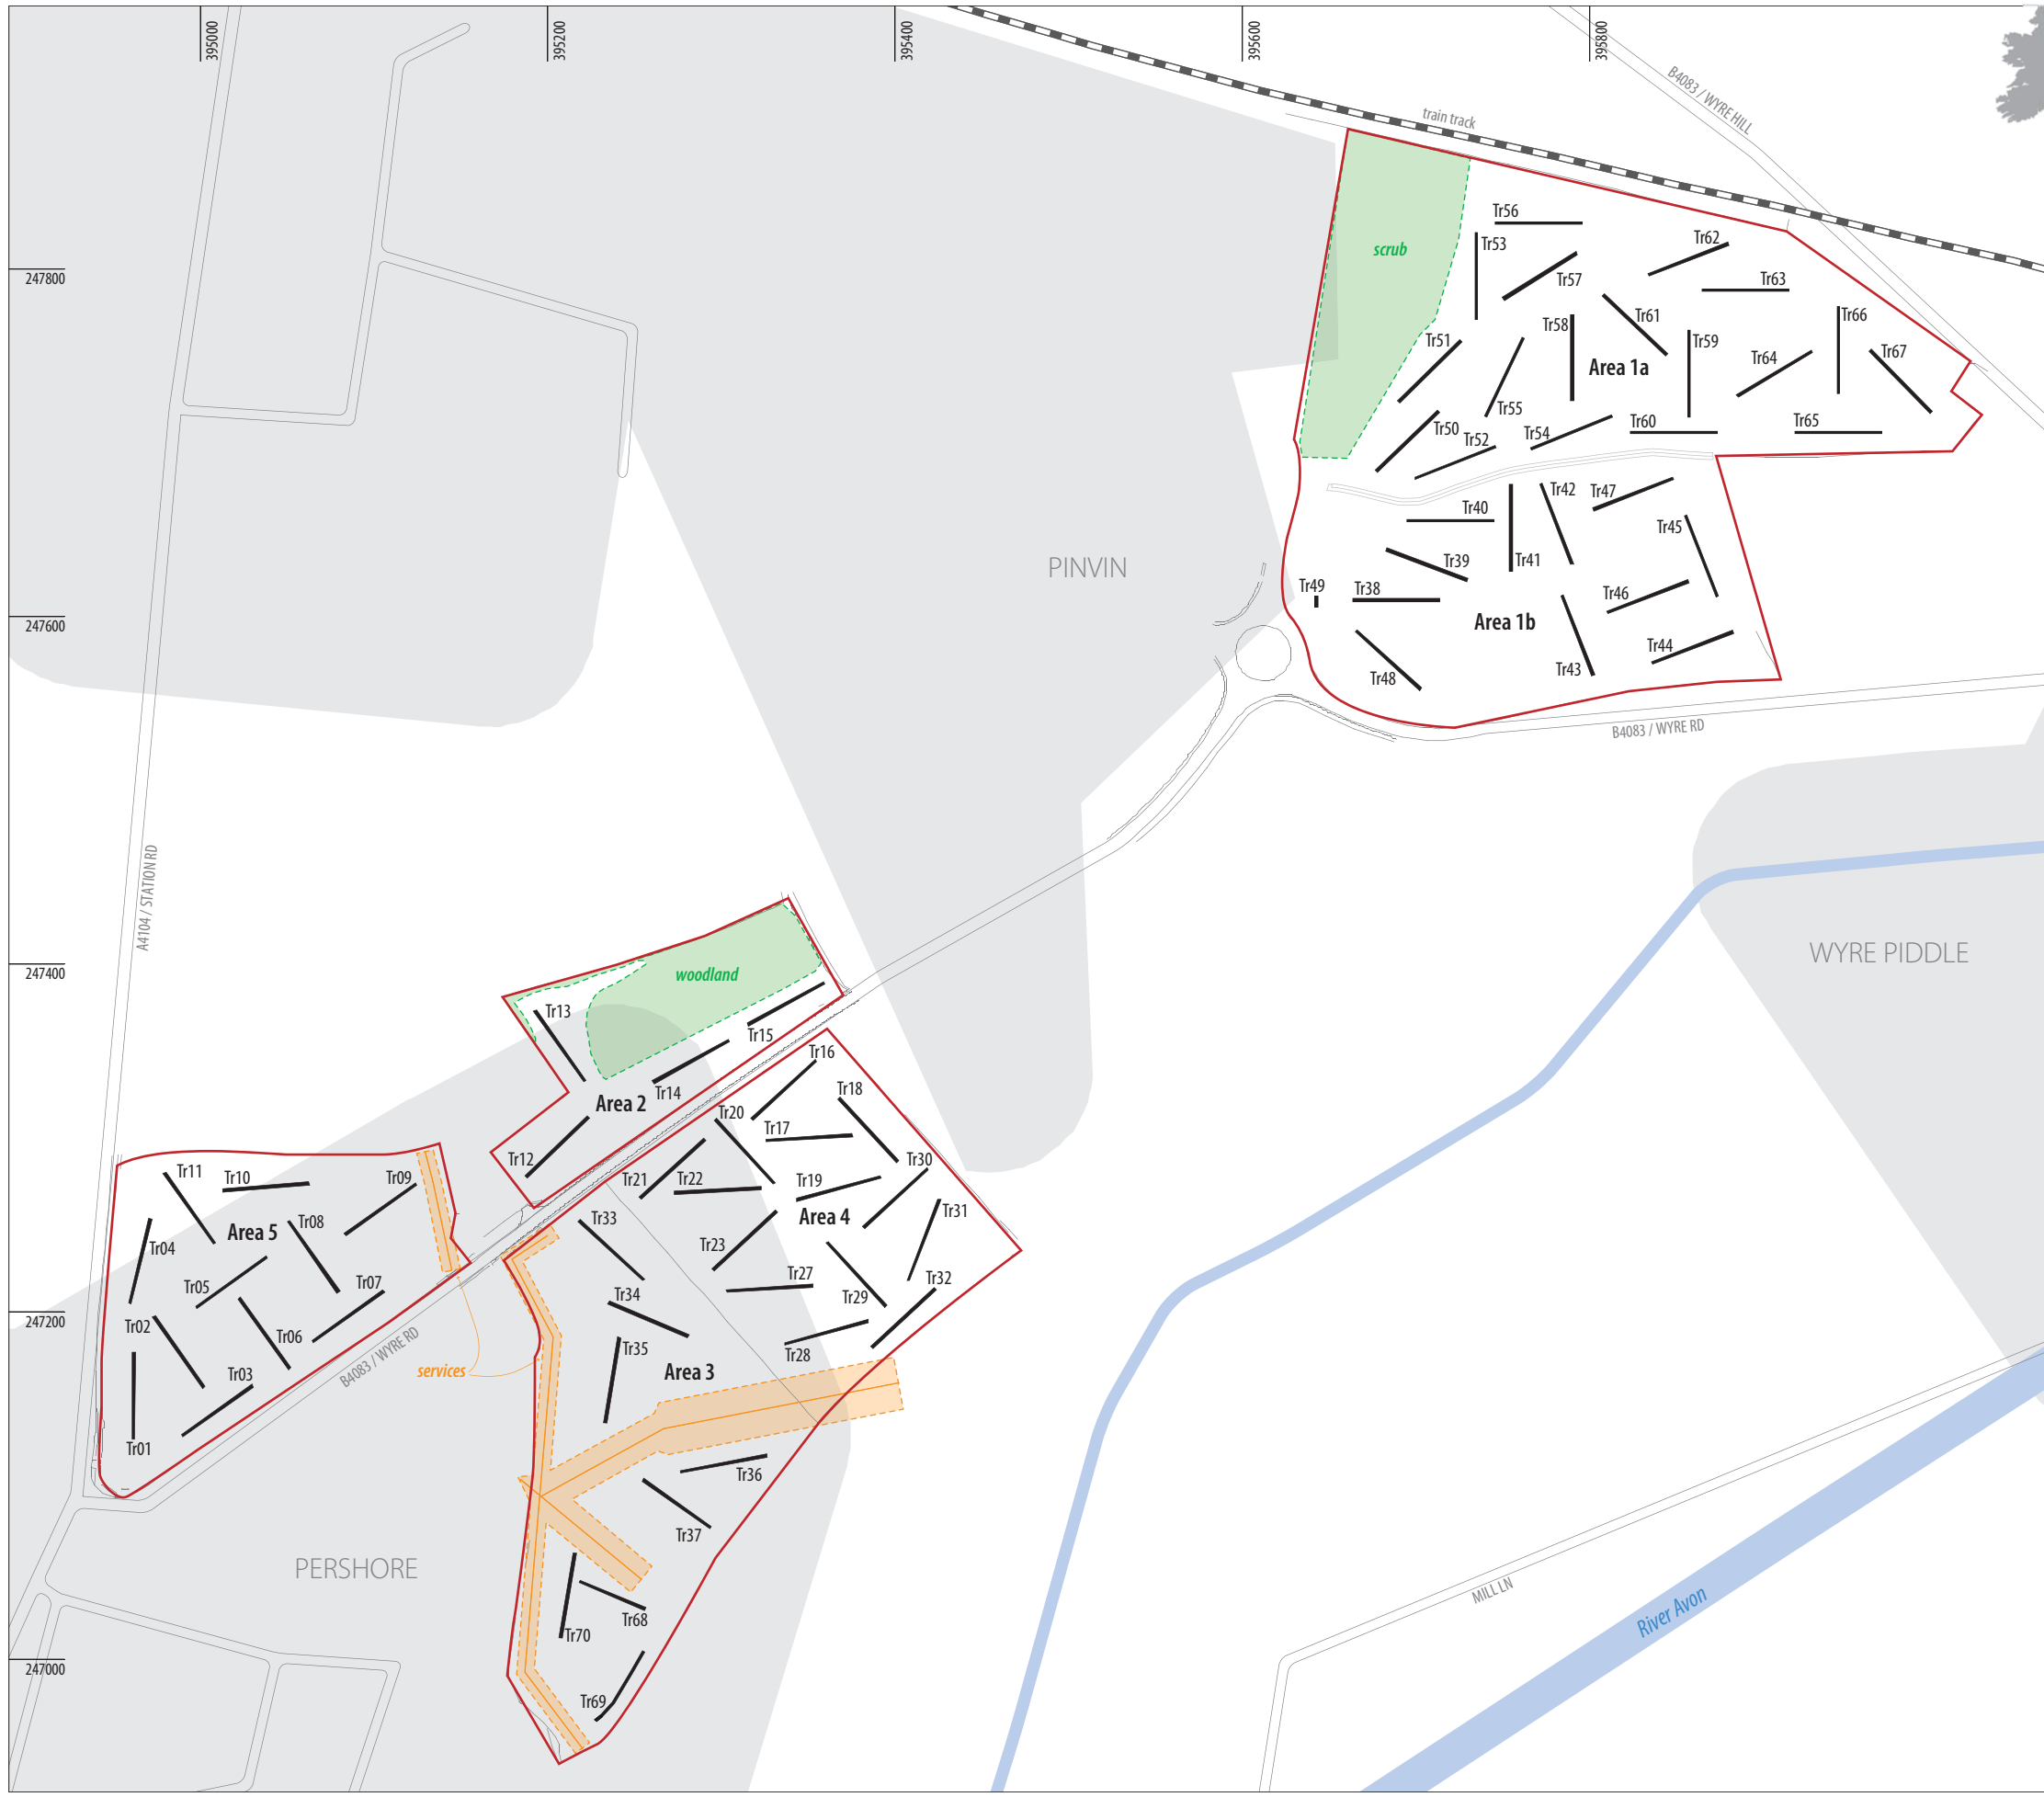 395000
395200
395400
395600
395800
B4083 / WYRE HILL
train track
247800
247600
247400
247200
247000
scrub
Tr56
Tr53
Tr62
Tr57
Tr63
Tr58
Tr61
Tr66
Tr51
Tr59
Tr64
Tr67
Area 1a
Tr55
Tr50
Tr52
Tr54
Tr60
Tr65
Tr40
Tr42
Tr47
Tr45
Tr39
Tr41
PINVIN
Tr49
Tr38
Tr46
Area 1b
Tr44
Tr48
Tr43
B4083 / WYRE RD
A4104 / STATION RD
WYRE PIDDLE
woodland
Tr13
Tr15
Tr16
Tr14
Area 2
Tr18
Tr20
Tr17
Tr12
Tr30
Tr11
Tr10
Tr09
Tr21
Tr22
Tr19
Tr31
Area 5
Tr08
Tr33
Area 4
Tr04
Tr23
Tr05
Tr07
Tr27
Tr32
Tr34
Tr29
Tr02
Tr06
Tr35
Tr28
B4083 / WYRE RD
services
Area 3
Tr03
Tr01
Tr36
Tr37
PERSHORE
Tr68
Tr70
Tr69
MILL LN
River Avon